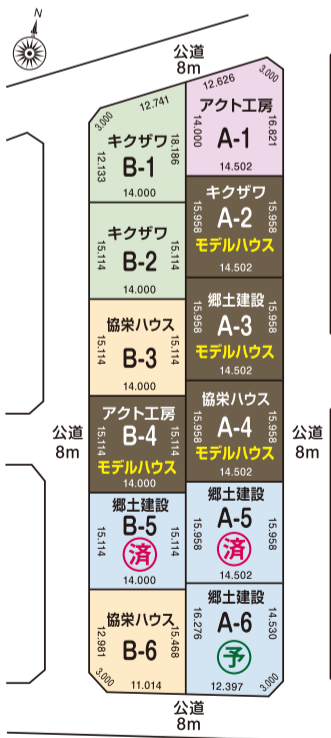 N
公道
8m
3.000
12.741
12.626
3.000
キクザワ
B-1
12.133
18.186
14.000
アクト工房
A-1
14.000
16.821
14.502
キクザワ
B-2
15.114
15.114
14.000
キクザワ
A-2
モデルハウス
15.958
15.958
14.502
協栄ハウス
B-3
15.114
14.000
郷土建設
A-3
モデルハウス
15.958
15.958
14.502
アクト工房
B-4
モデルハウス
15.114
15.114
14.000
協栄ハウス
A-4
モデルハウス
15.958
15.958
14.502
公道
8m
公道
8m
郷土建設
B-5
済
15.114
15.114
14.000
郷土建設
A-5
済
15.958
15.958
14.502
協栄ハウス
B-6
12.981
15.468
3.000
11.014
郷土建設
A-6
予
16.276
14.530
12.397
3.000
公道
8m